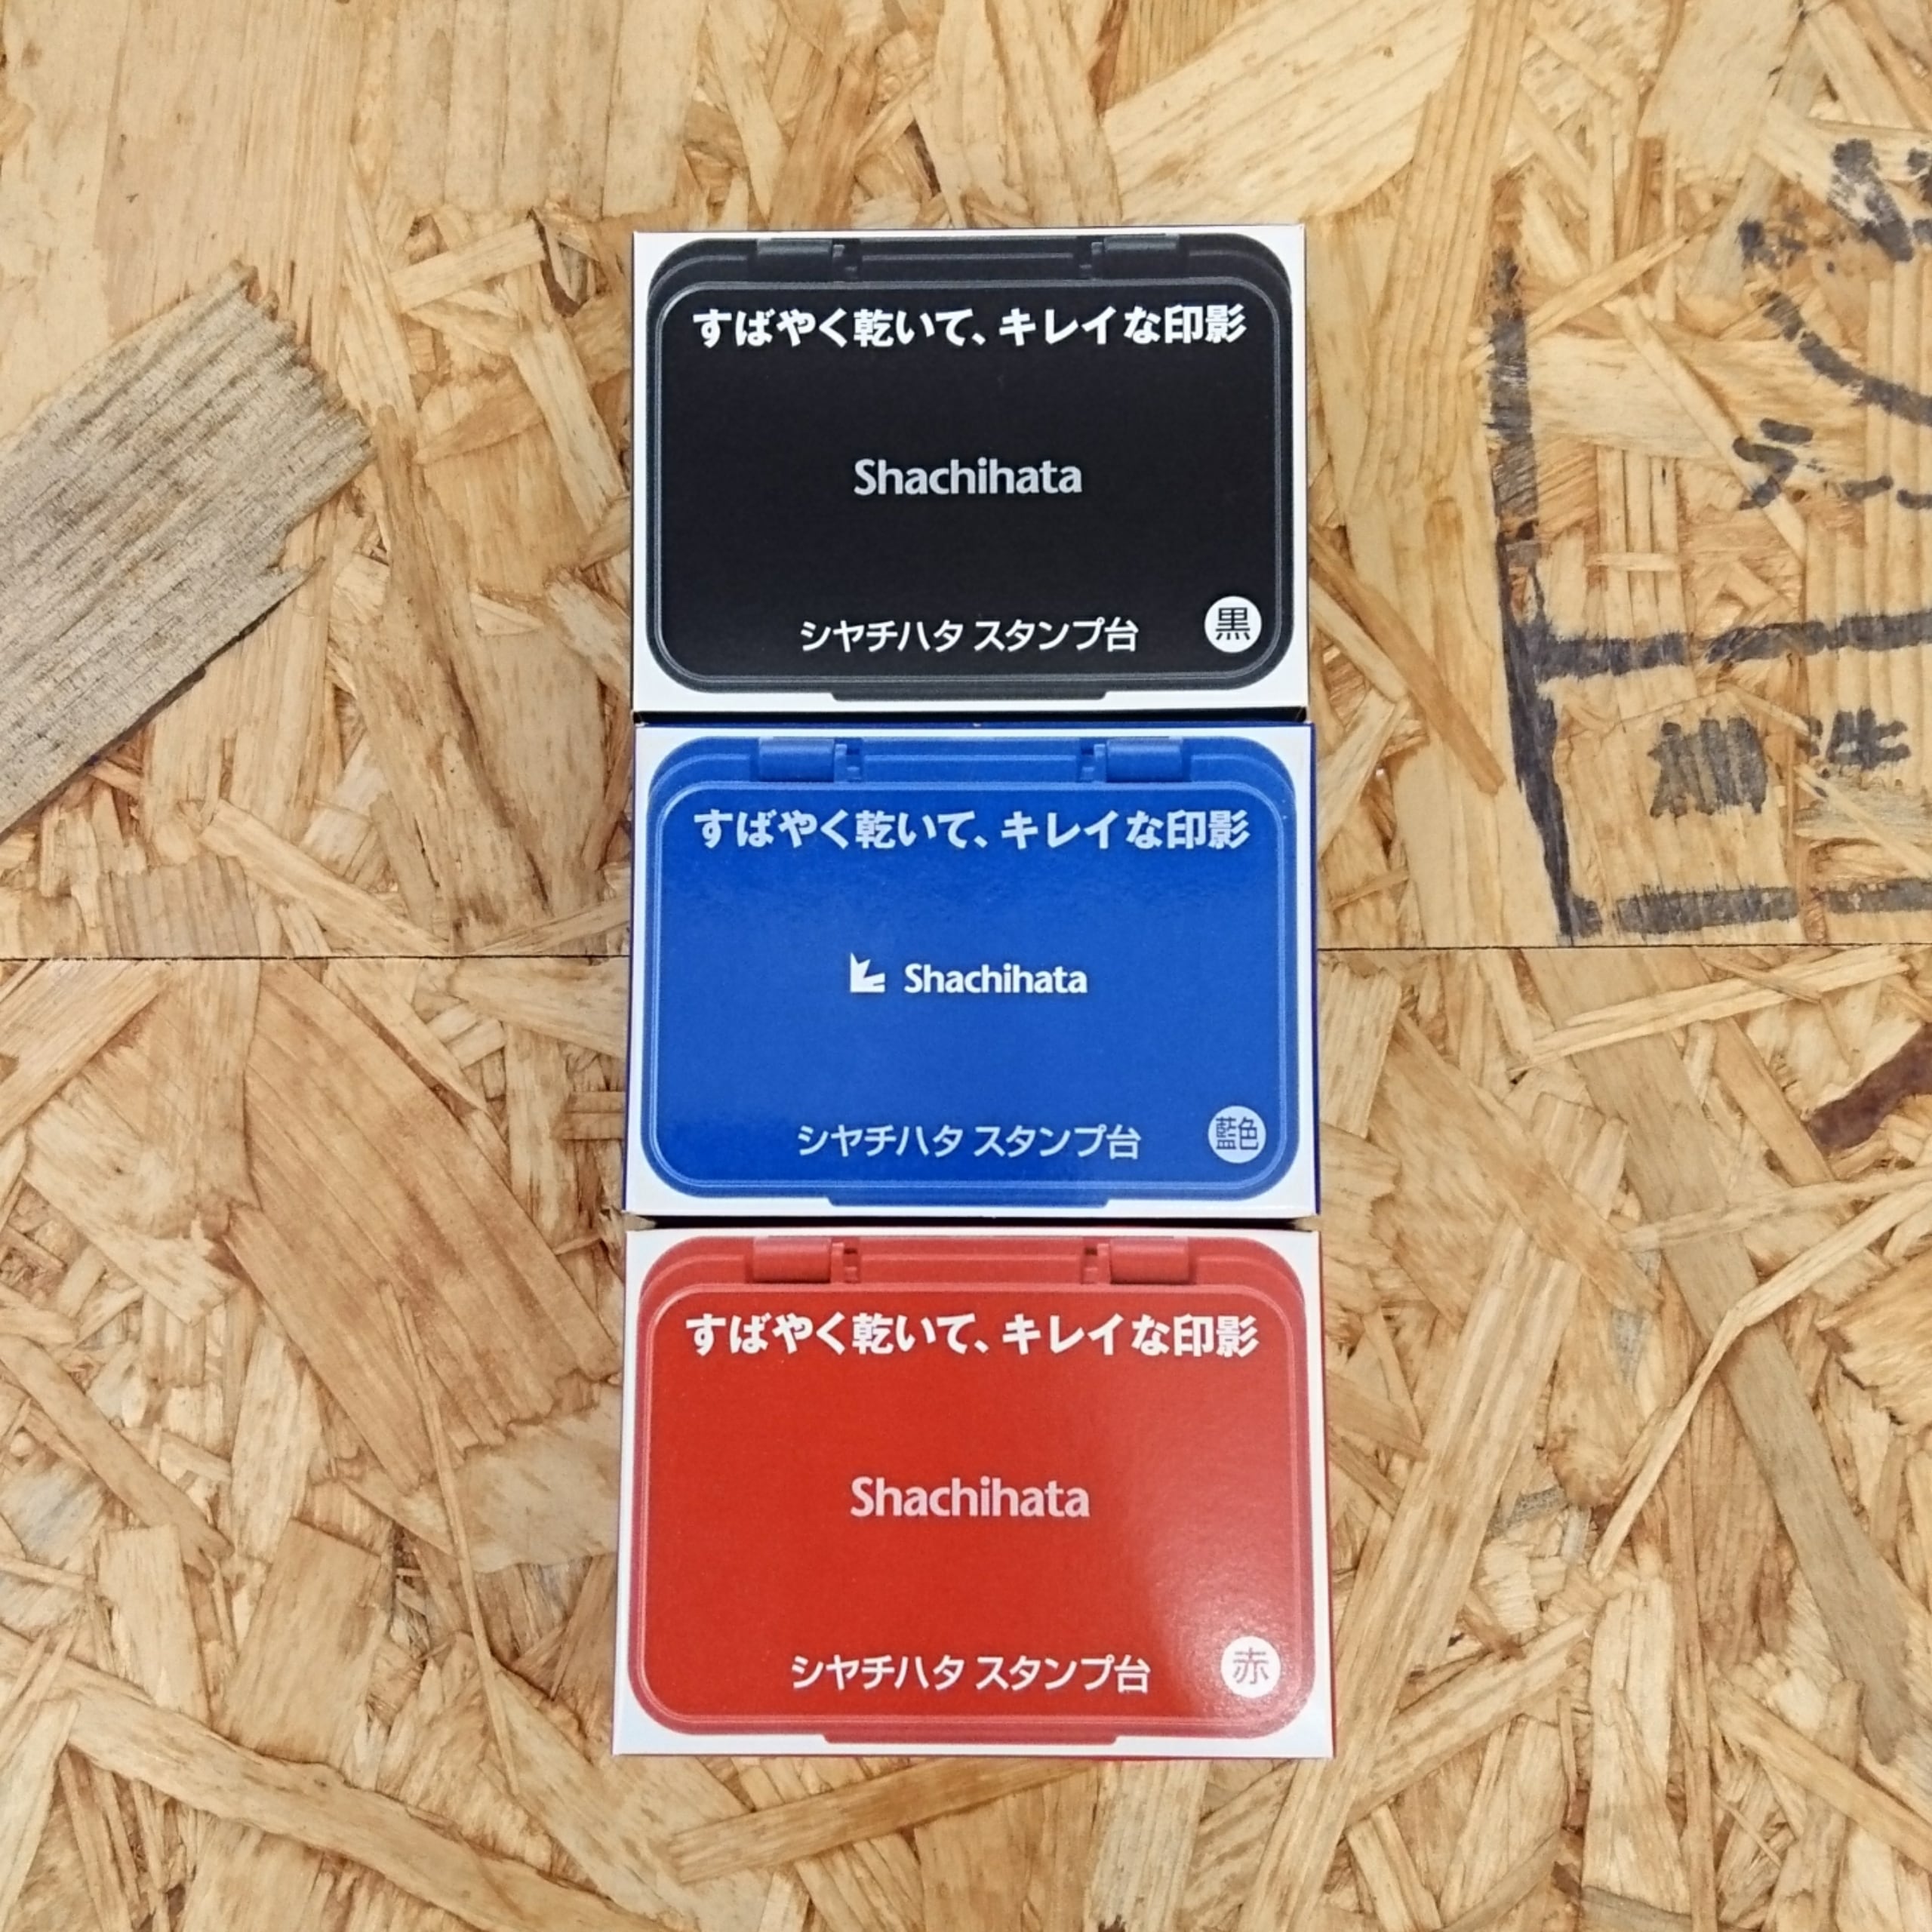 すばやく乾いて、キレイな印影
Shachihata
シヤチハタ スタンプ台
黒
すばやく乾いて、キレイな印影
Shachihata
シヤチハタ スタンプ台
藍色
すばやく乾いて、キレイな印影
Shachihata
シヤチハタ スタンプ台
赤